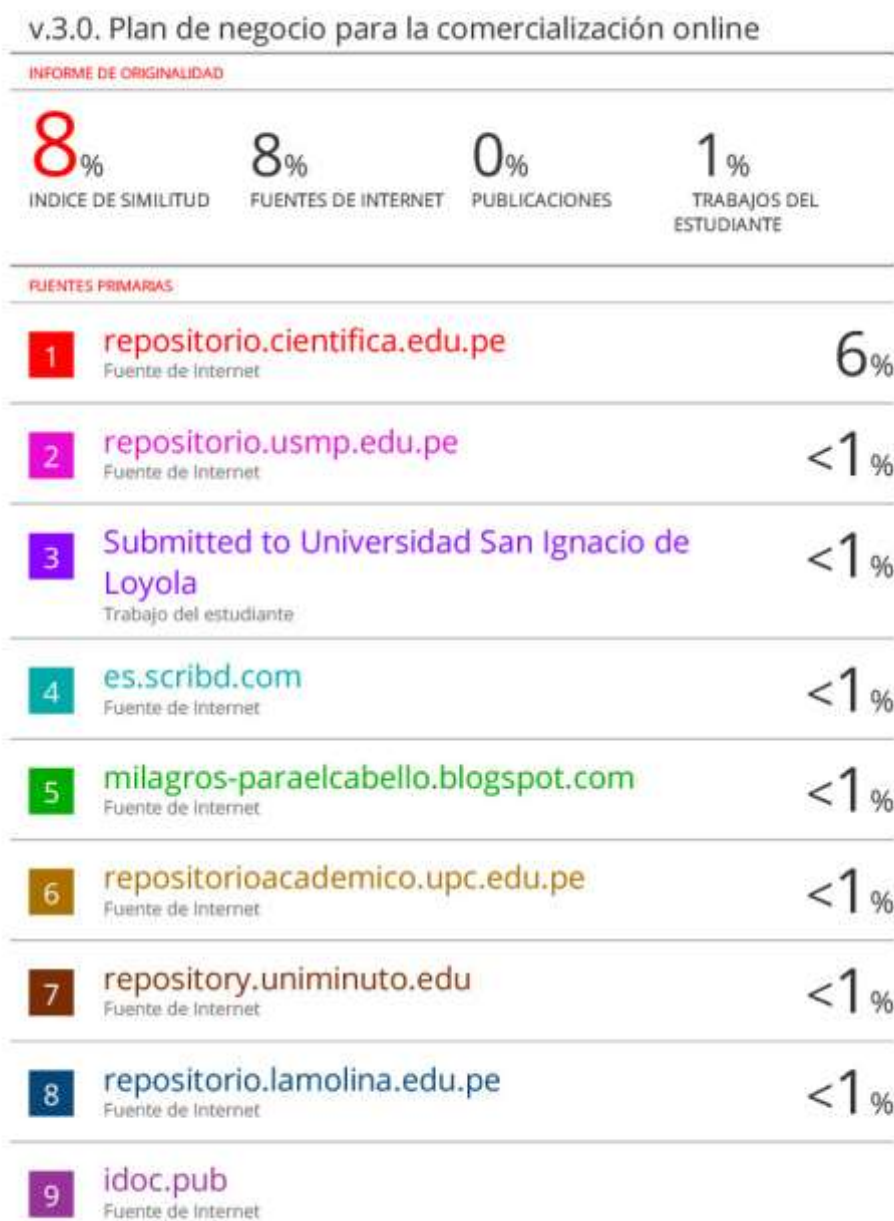 v.3.0. Plan de negocio para la comercialización online
INFORME DE ORIGINALIDAD
8%
INDICE DE SIMILITUD
8%
FUENTES DE INTERNET
0%
PUBLICACIONES
1%
TRABAJOS DEL
ESTUDIANTE
FUENTES PRIMARIAS
1
repositorio.cientifica.edu.pe
Fuente de Internet
6%
2
repositorio.usmp.edu.pe
Fuente de Internet
<1%
3
Submitted to Universidad San Ignacio de
Loyola
Trabajo del estudiante
<1%
4
es.scribd.com
Fuente de Internet
<1%
5
milagros-paraelcabello.blogspot.com
Fuente de Internet
<1%
6
repositorioacademico.upc.edu.pe
Fuente de Internet
<1%
7
repository.uniminuto.edu
Fuente de Internet
<1%
8
repositorio.lamolina.edu.pe
Fuente de Internet
<1%
9
idoc.pub
Fuente de Internet